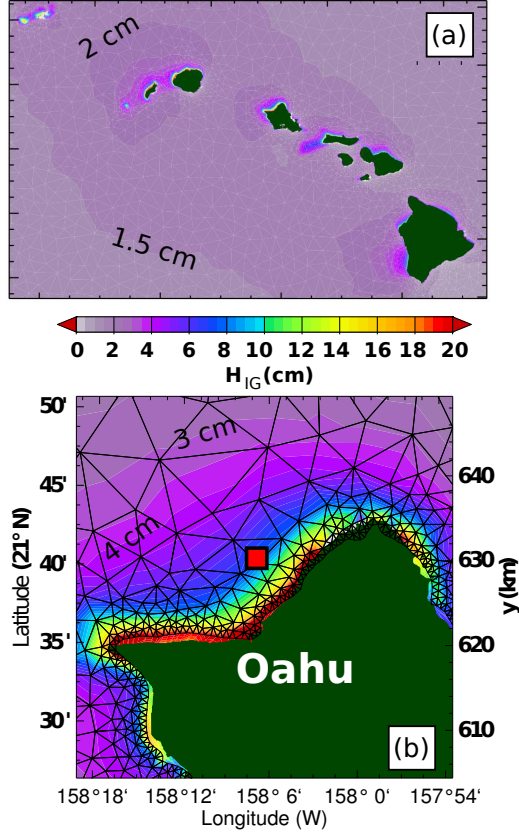 (a)
2 cm
1.5 cm
0 2 4 6 8 10 12 14 16 18 20
H IG (cm)
50'
3 cm
45'
640
4 cm
Latitude (21° N)
40'
630
y (km)
35'
620
Oahu
30'
610
(b)
158°18' 158°12' 158° 6' 158° 0' 157°54'
Longitude (W)